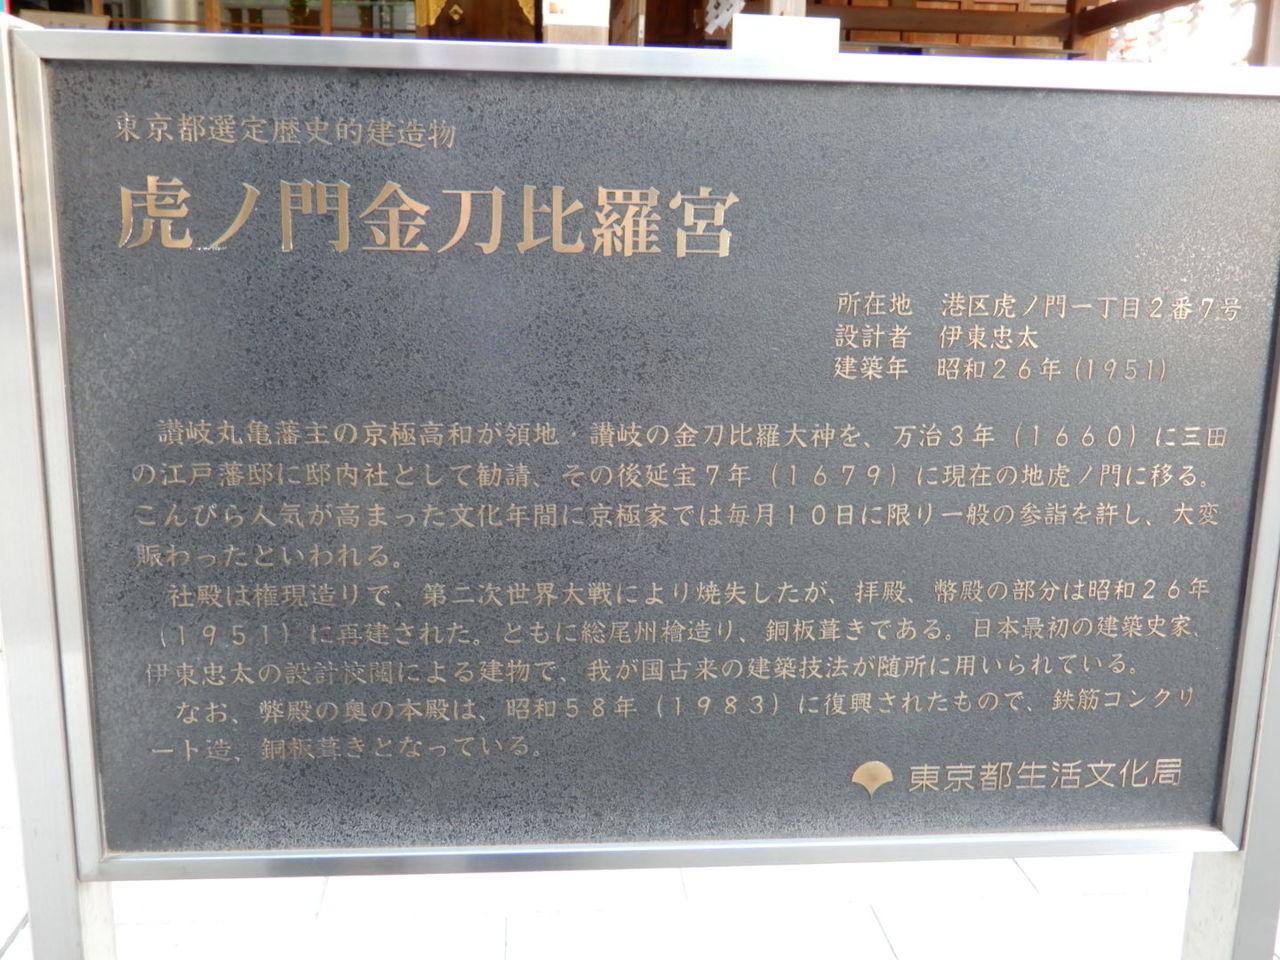 東京都選定歴史的建造物
虎ノ門金刀比羅宮
所在地　港区虎ノ門一丁目２番７号
設計者　伊東忠太
建築年　昭和２６年(1951)
讃岐丸亀藩主の京極高和が領地・讃岐の金刀比羅大神を、万治３年（１６６０）に三田
の江戸藩邸に邸内社として勧請、その後延宝７年（１６７９）に現在の地虎ノ門に移る。
こんぴら人気が高まった文化年間に京極家では毎月１０日に限り一般の参詣を許し、大変
賑わったといわれる。
社殿は権現造りで、第二次世界大戦により焼失したが、拝殿、幣殿の部分は昭和２６年
（１９５１）に再建された。ともに総尾州檜造り、銅板葺きである。日本最初の建築史家、
伊東忠太の設計校閲による建物で、我が国古来の建築技法が随所に用いられている。
なお、弊殿の奥の本殿は、昭和５８年（１９８３）に復興されたもので、鉄筋コンクリ
ート造、銅板葺きとなっている。
東京都生活文化局